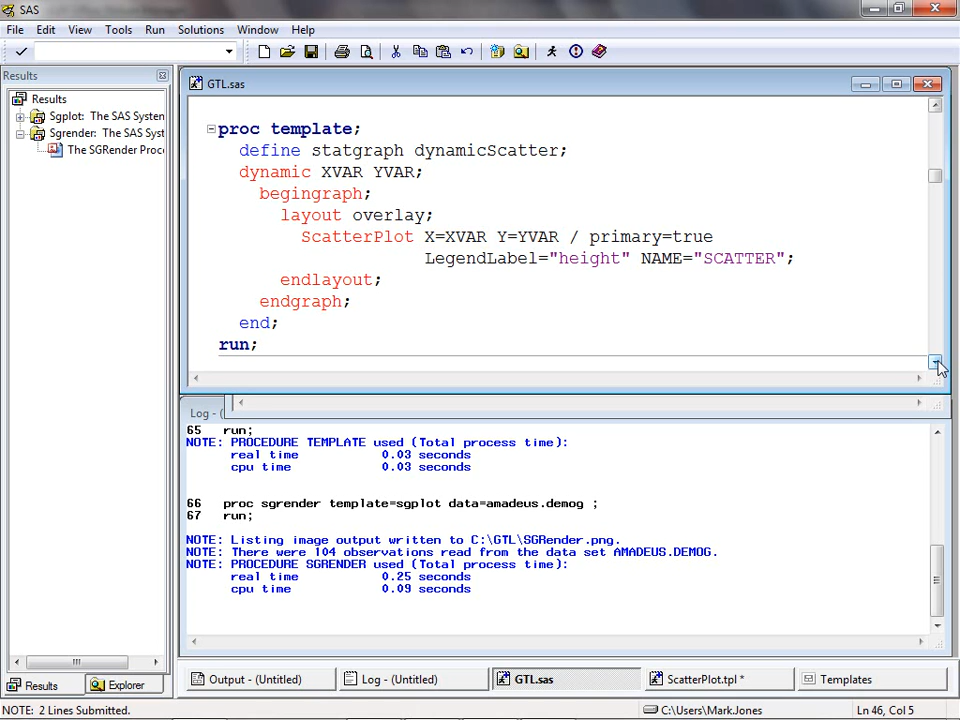 SAS
File Edit View Tools Run Solutions Window Help
Results
Results
Sgplot: The SAS System
Sgrender: The SAS Syst
The SGRender Proc
Results
Explorer
GTL.sas
proc template;
define statgraph dynamicScatter;
dynamic XVAR YVAR;
begingraph;
layout overlay;
ScatterPlot X=XVAR Y=YVAR / primary=true
LegendLabel="height" NAME="SCATTER";
endlayout;
endgraph;
end;
run;
Log - (
65 run;
NOTE: PROCEDURE TEMPLATE used (Total process time):
real time 0.03 seconds
cpu time 0.03 seconds
66 proc sgrender template=sgplot data=amadeus.demog ;
67 run;
NOTE: Listing image output written to C:\GTL\SGRender.png.
NOTE: There were 104 observations read from the data set AMADEUS.DEMOG.
NOTE: PROCEDURE SGRENDER used (Total process time):
real time 0.25 seconds
cpu time 0.09 seconds
Output - (Untitled) Log - (Untitled) GTL.sas ScatterPlot.tpl * Templates
NOTE: 2 Lines Submitted. C:\Users\Mark.Jones Ln 46, Col 5